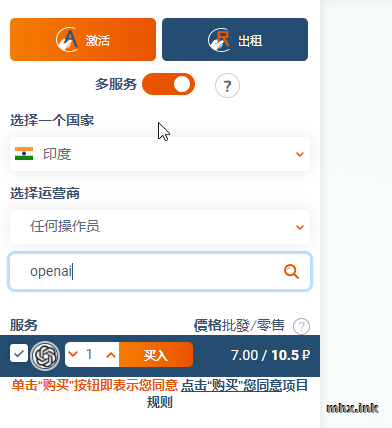 激活
出租
多服务 ?
选择一个国家
印度
选择运营商
任何操作员
openai
服务 價格批發/零售 ?
1 买入 7.00 / 10.5 ₽
单击“购买”按钮即表示您同意 点击“购买”您同意项目
规则
mhx.ink